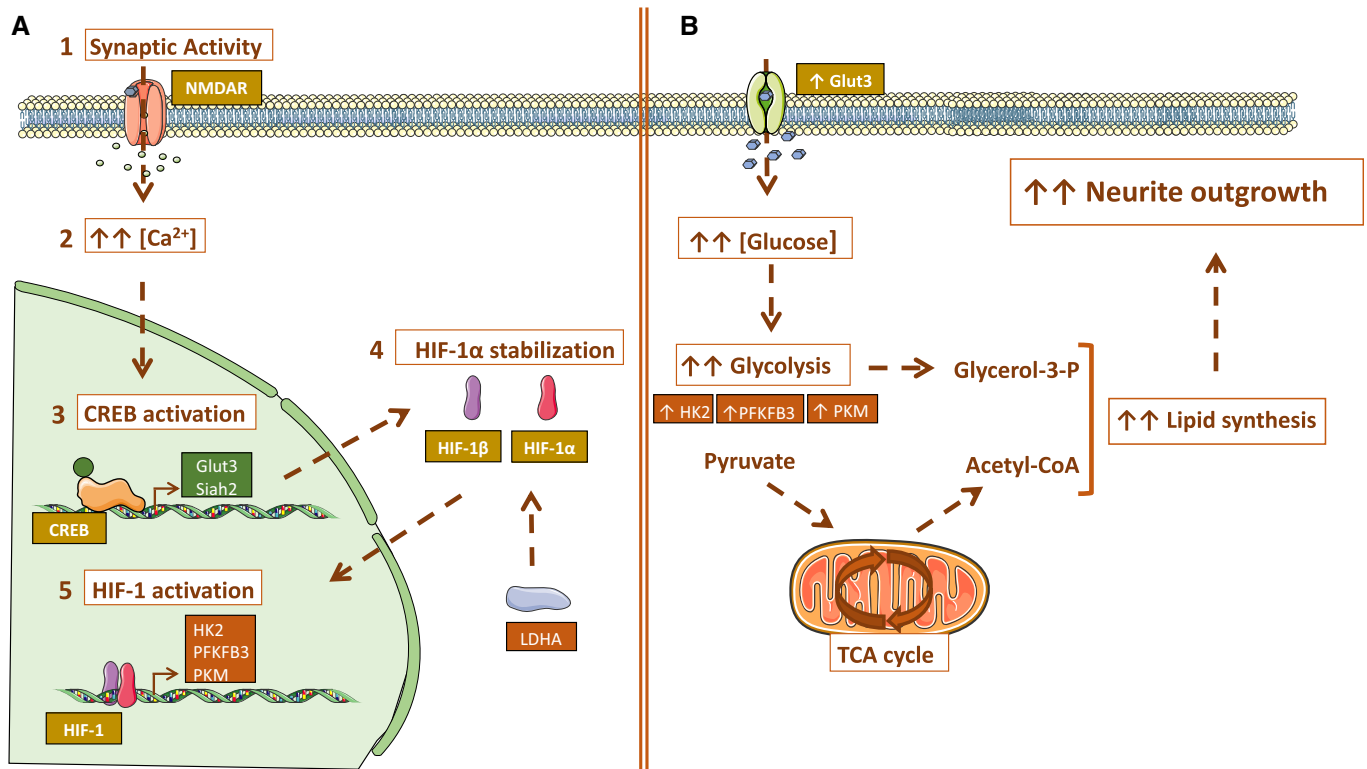 A
1 Synaptic Activity
NMDAR
2 ↑↑ [Ca²⁺]
3 CREB activation
Glut3
Siah2
CREB
4 HIF-1α stabilization
HIF-1β
HIF-1α
LDHA
5 HIF-1 activation
HK2
PFKFB3
PKM
HIF-1
B
↑ Glut3
↑↑ [Glucose]
↑↑ Glycolysis
↑ HK2
↑PFKFB3
↑ PKM
Glycerol-3-P
Pyruvate
Acetyl-CoA
TCA cycle
↑↑ Lipid synthesis
↑↑ Neurite outgrowth